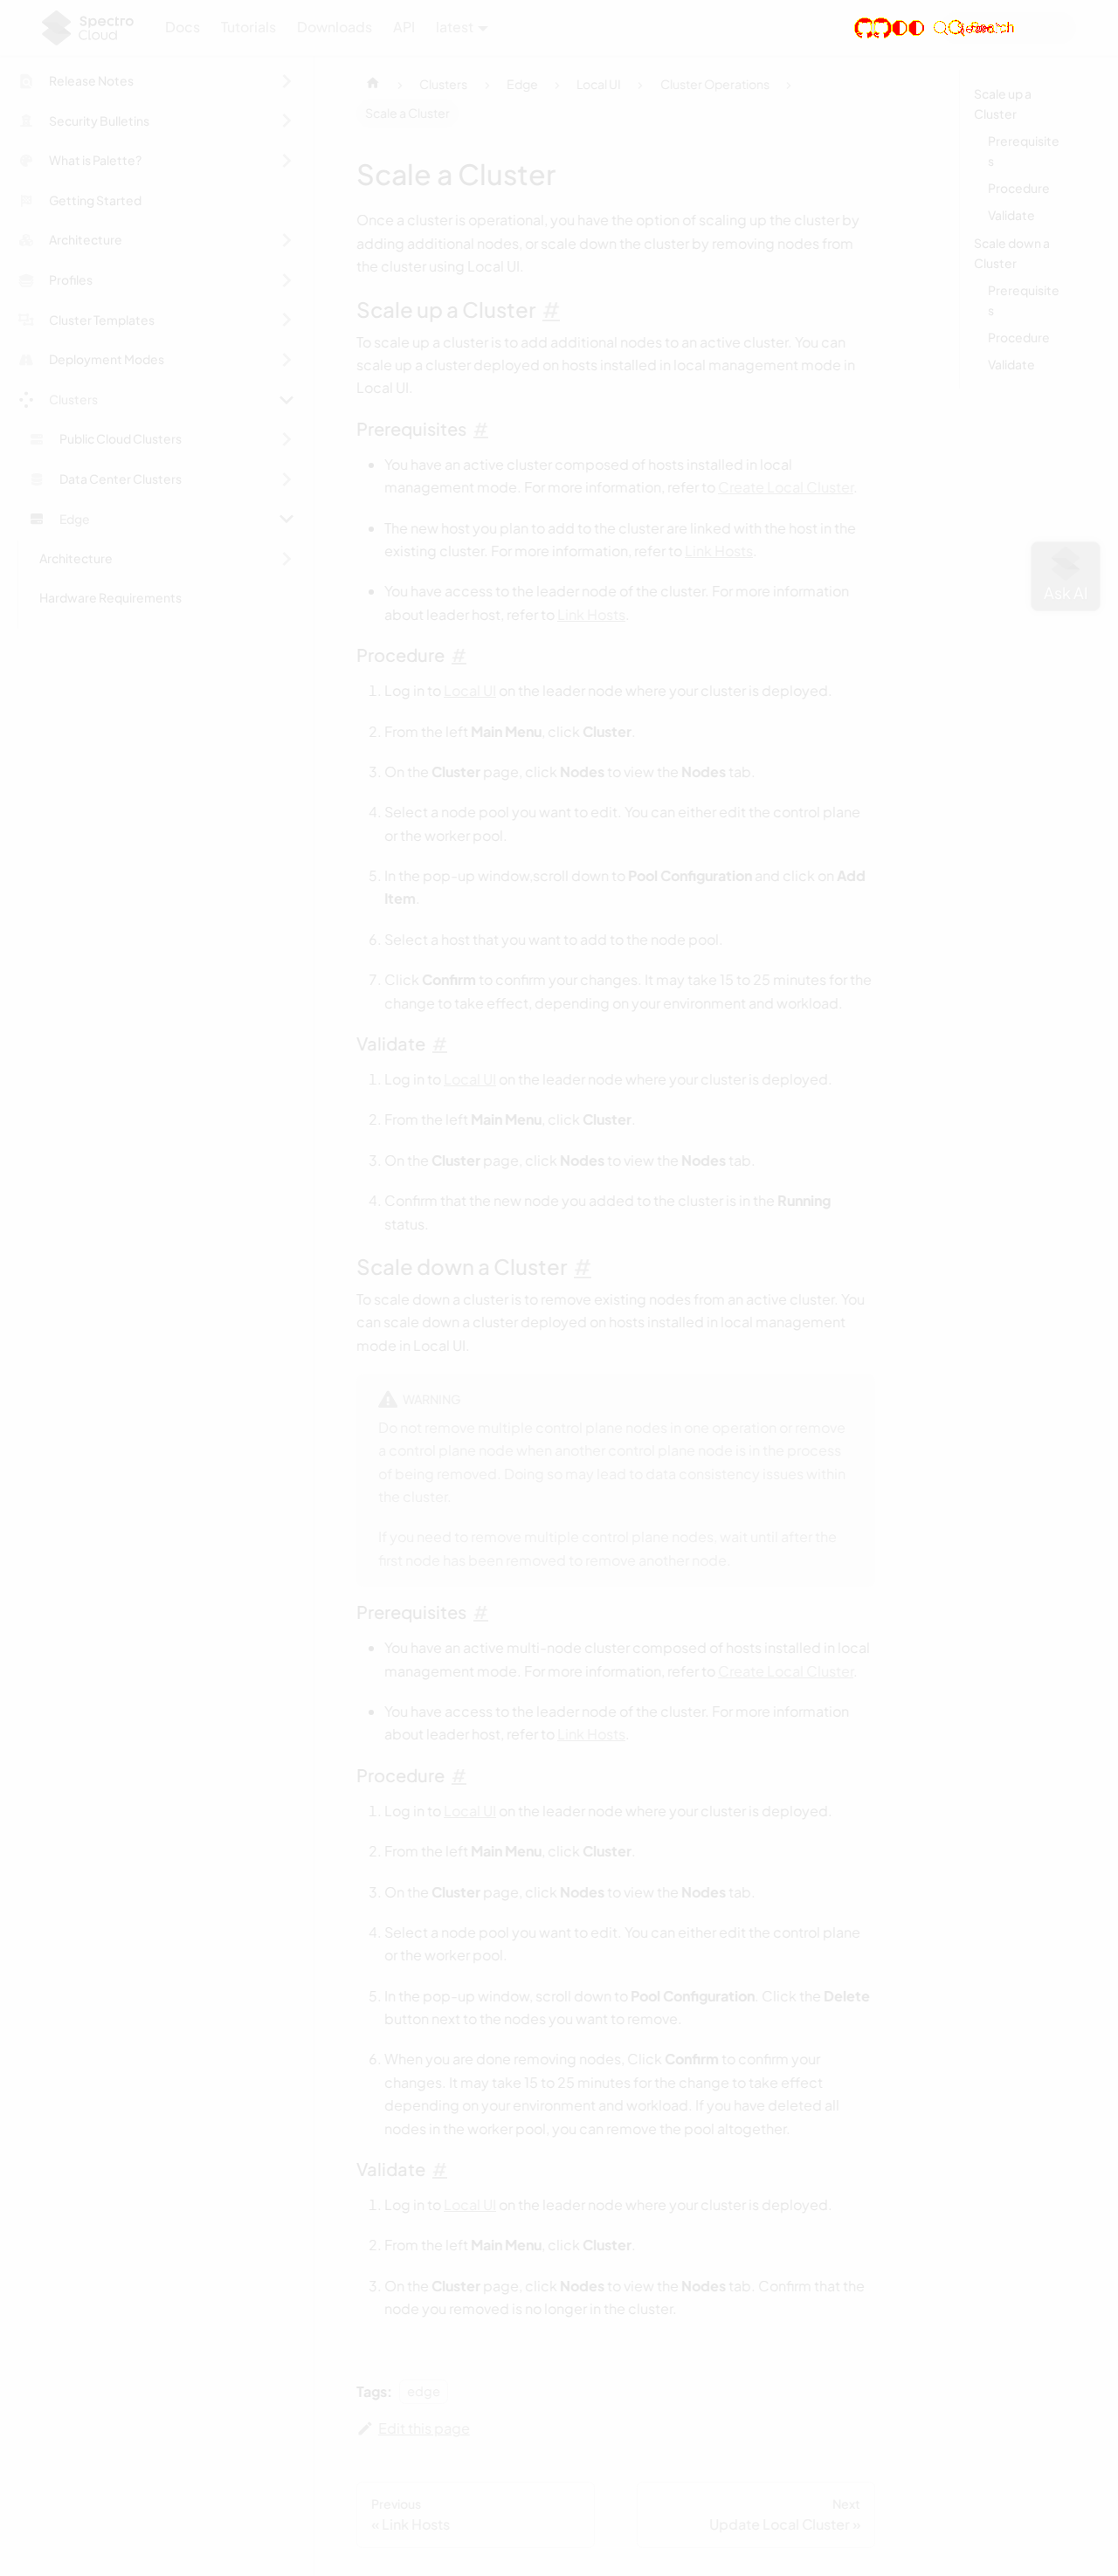 Spectro
Cloud
Docs
Tutorials
Downloads
API
latest
Release Notes
Security Bulletins
What is Palette?
Getting Started
Architecture
Profiles
Cluster Templates
Deployment Modes
Clusters
Public Cloud Clusters
Data Center Clusters
Edge
Architecture
Hardware Requirements
Clusters > Edge > Local UI > Cluster Operations >
Scale a Cluster
Scale a Cluster
Once a cluster is operational, you have the option of scaling up the cluster by
adding additional nodes, or scale down the cluster by removing nodes from
the cluster using Local UI.
Scale up a Cluster #
To scale up a cluster is to add additional nodes to an active cluster. You can
scale up a cluster deployed on hosts installed in local management mode in
Local UI.
Prerequisites #
• You have an active cluster composed of hosts installed in local
management mode. For more information, refer to Create Local Cluster.
• The new host you plan to add to the cluster are linked with the host in the
existing cluster. For more information, refer to Link Hosts.
• You have access to the leader node of the cluster. For more information
about leader host, refer to Link Hosts.
Procedure #
1. Log in to Local UI on the leader node where your cluster is deployed.
2. From the left Main Menu, click Cluster.
3. On the Cluster page, click Nodes to view the Nodes tab.
4. Select a node pool you want to edit. You can either edit the control plane
or the worker pool.
5. In the pop-up window,scroll down to Pool Configuration and click on Add
Item.
6. Select a host that you want to add to the node pool.
7. Click Confirm to confirm your changes. It may take 15 to 25 minutes for the
change to take effect, depending on your environment and workload.
Validate #
1. Log in to Local UI on the leader node where your cluster is deployed.
2. From the left Main Menu, click Cluster.
3. On the Cluster page, click Nodes to view the Nodes tab.
4. Confirm that the new node you added to the cluster is in the Running
status.
Scale down a Cluster #
To scale down a cluster is to remove existing nodes from an active cluster. You
can scale down a cluster deployed on hosts installed in local management
mode in Local UI.
WARNING
Do not remove multiple control plane nodes in one operation or remove
a control plane node when another control plane node is in the process
of being removed. Doing so may lead to data consistency issues within
the cluster.
If you need to remove multiple control plane nodes, wait until after the
first node has been removed to remove another node.
Prerequisites #
• You have an active multi-node cluster composed of hosts installed in local
management mode. For more information, refer to Create Local Cluster.
• You have access to the leader node of the cluster. For more information
about leader host, refer to Link Hosts.
Procedure #
1. Log in to Local UI on the leader node where your cluster is deployed.
2. From the left Main Menu, click Cluster.
3. On the Cluster page, click Nodes to view the Nodes tab.
4. Select a node pool you want to edit. You can either edit the control plane
or the worker pool.
5. In the pop-up window, scroll down to Pool Configuration. Click the Delete
button next to the nodes you want to remove.
6. When you are done removing nodes, Click Confirm to confirm your
changes. It may take 15 to 25 minutes for the change to take effect
depending on your environment and workload. If you have deleted all
nodes in the worker pool, you can remove the pool altogether.
Validate #
1. Log in to Local UI on the leader node where your cluster is deployed.
2. From the left Main Menu, click Cluster.
3. On the Cluster page, click Nodes to view the Nodes tab. Confirm that the
node you removed is no longer in the cluster.
Tags: edge
Edit this page
Previous
« Link Hosts
Next
Update Local Cluster »
Scale up a
Cluster
Prerequisite
s
Procedure
Validate
Scale down a
Cluster
Prerequisite
s
Procedure
Validate
Ask AI